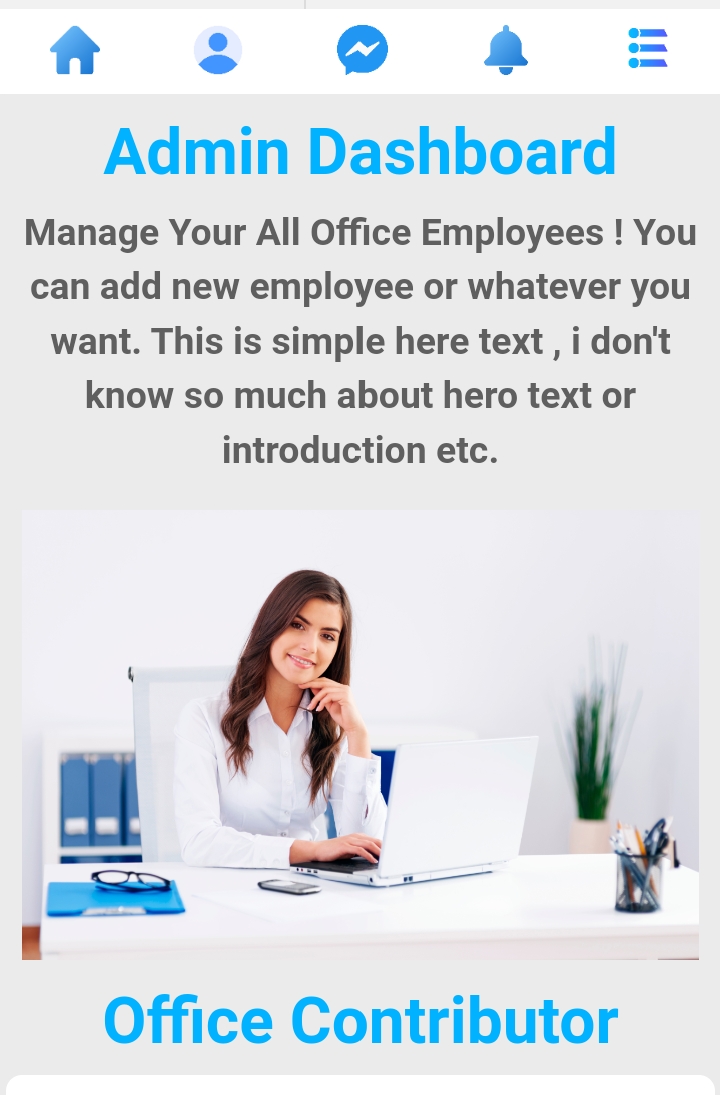 Admin Dashboard
Manage Your All Office Employees ! You
can add new employee or whatever you
want. This is simple here text , i don't
know so much about hero text or
introduction etc.
Office Contributor